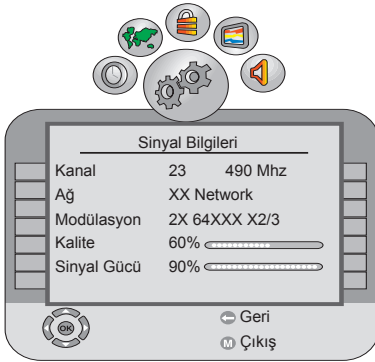 Sinyal Bilgileri
Kanal 23 490 Mhz
Ağ XX Network
Modülasyon 2X 64XXX X2/3
Kalite 60%
Sinyal Gücü 90%
OK
Geri
M Çıkış